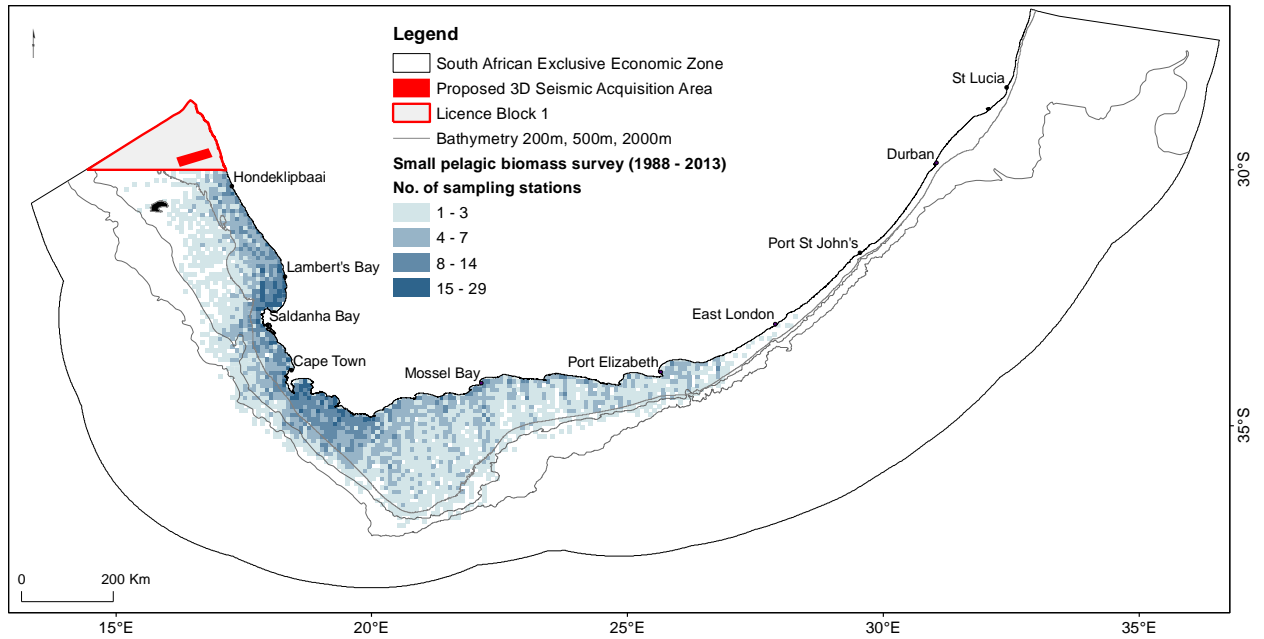 Legend
South African Exclusive Economic Zone
Proposed 3D Seismic Acquisition Area
Licence Block 1
Bathymetry 200m, 500m, 2000m
Small pelagic biomass survey (1988 - 2013)
No. of sampling stations
1 - 3
4 - 7
8 - 14
15 - 29
St Lucia
Durban
30°S
Hondeklipbaai
Port St John's
Lambert's Bay
Saldanha Bay
East London
Cape Town
Mossel Bay
Port Elizabeth
35°S
0 200 Km
15°E 20°E 25°E 30°E 35°E